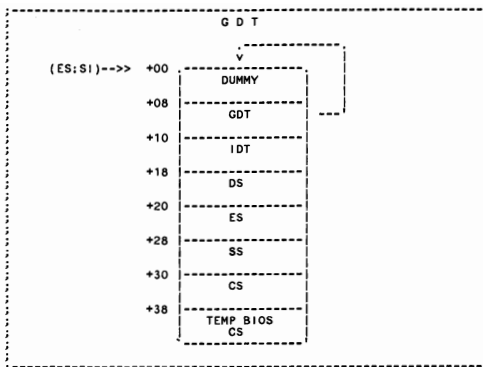 G D T
(ES:SI)-->> +00
DUMMY
+08
GDT
+10
IDT
+18
DS
+20
ES
+28
SS
+30
CS
+38
TEMP BIOS
CS